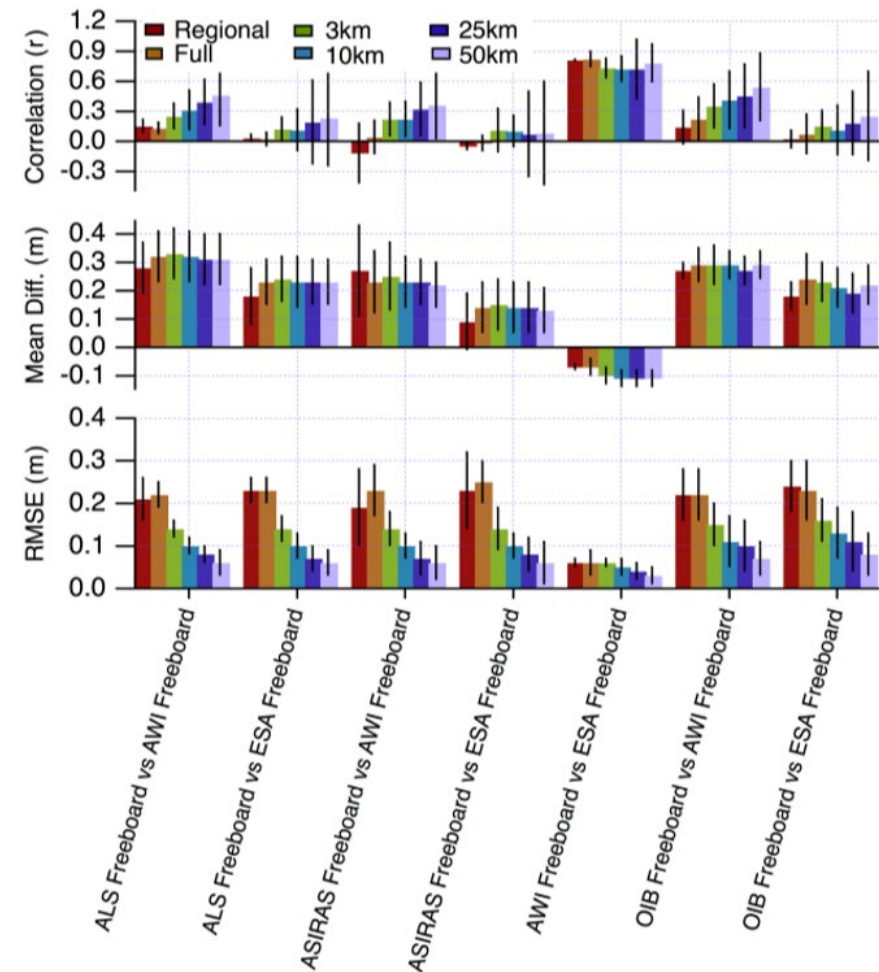 Regional 3km 25km
Full 10km 50km
Correlation (r)
1.2
0.9
0.6
0.3
0.0
-0.3
Mean Diff. (m)
0.4
0.3
0.2
0.1
0.0
-0.1
RMSE (m)
0.4
0.3
0.2
0.1
0.0
ALS Freeboard vs AWI Freeboard
ALS Freeboard vs ESA Freeboard
ASIRAS Freeboard vs AWI Freeboard
ASIRAS Freeboard vs ESA Freeboard
AWI Freeboard vs ESA Freeboard
OIB Freeboard vs AWI Freeboard
OIB Freeboard vs ESA Freeboard